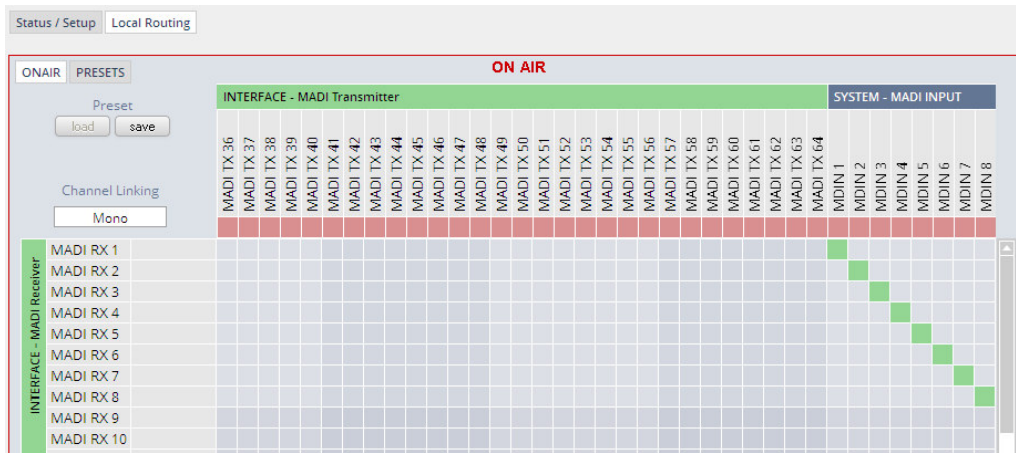 Status / Setup Local Routing
ONAIR PRESETS ON AIR
Preset
load save
Channel Linking
Mono
INTERFACE - MADI Transmitter SYSTEM - MADI INPUT
MADI TX 36
MADI TX 37
MADI TX 38
MADI TX 39
MADI TX 40
MADI TX 41
MADI TX 42
MADI TX 43
MADI TX 44
MADI TX 45
MADI TX 46
MADI TX 47
MADI TX 48
MADI TX 49
MADI TX 50
MADI TX 51
MADI TX 52
MADI TX 53
MADI TX 54
MADI TX 55
MADI TX 56
MADI TX 57
MADI TX 58
MADI TX 59
MADI TX 60
MADI TX 61
MADI TX 62
MADI TX 63
MADI TX 64
MDIN 1
MDIN 2
MDIN 3
MDIN 4
MDIN 5
MDIN 6
MDIN 7
MDIN 8
INTERFACE - MADI Receiver
MADI RX 1
MADI RX 2
MADI RX 3
MADI RX 4
MADI RX 5
MADI RX 6
MADI RX 7
MADI RX 8
MADI RX 9
MADI RX 10